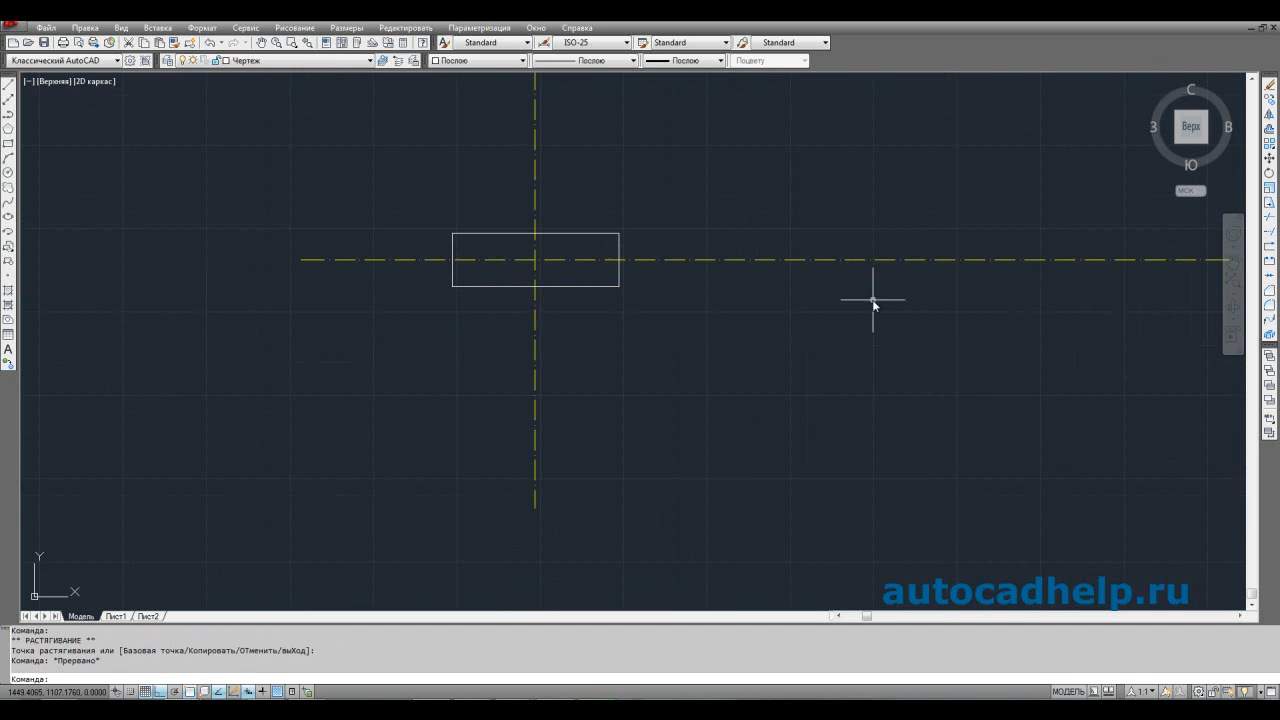 Файл Правка Вид Вставка Формат Сервис Рисование Размеры Редактировать Параметризация Окно Справка
Standard ISO-25 Standard Standard
Классический AutoCAD Чертеж Послою Послою Послою Поцвету
[−] [Верхняя] [2D каркас]
С
З Верх В
Ю
МСК
Y
X
autocadhelp.ru
Модель Лист1 Лист2
Команда:
** РАСТЯГИВАНИЕ **
Точка растягивания или [Базовая точка/Копировать/ОТменить/выХод]:
Команда: *Прервано*
Команда:
1449.4065, 1107.1760, 0.0000 МОДЕЛЬ 1:1